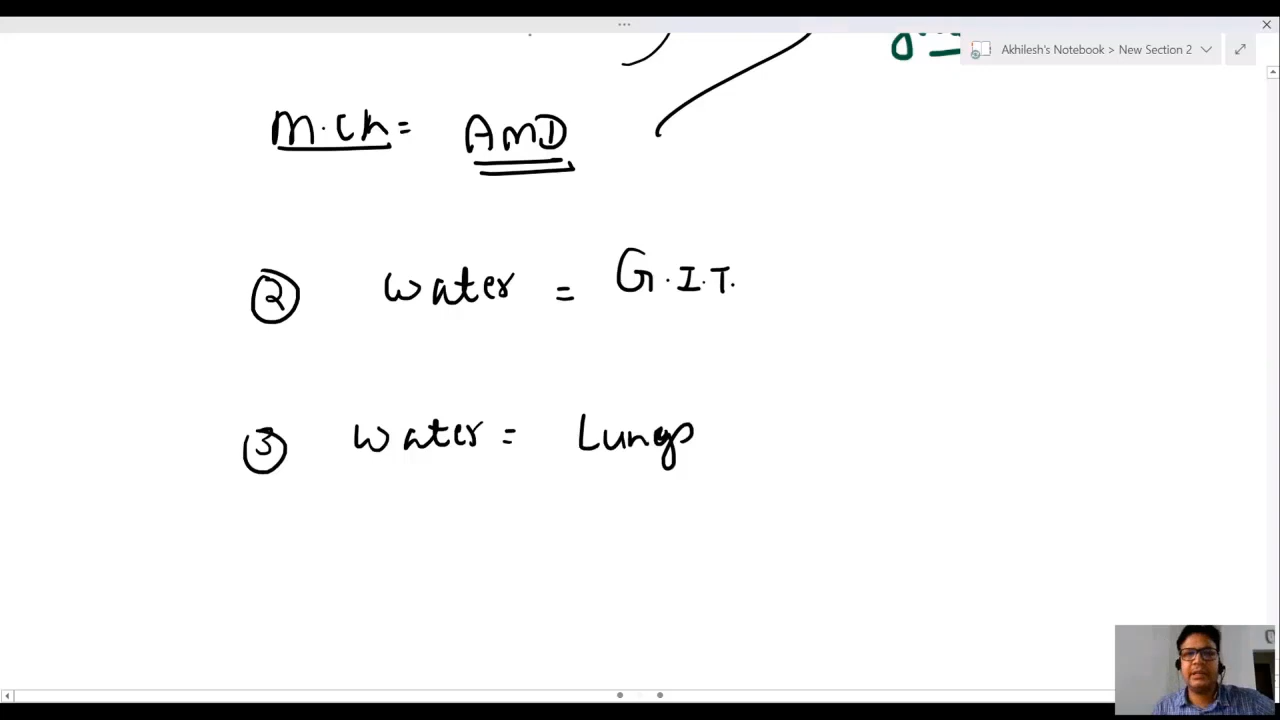 Akhilesh's Notebook > New Section 2
M.Ch = AMD
② water = G.I.T.
③ water = Lungs